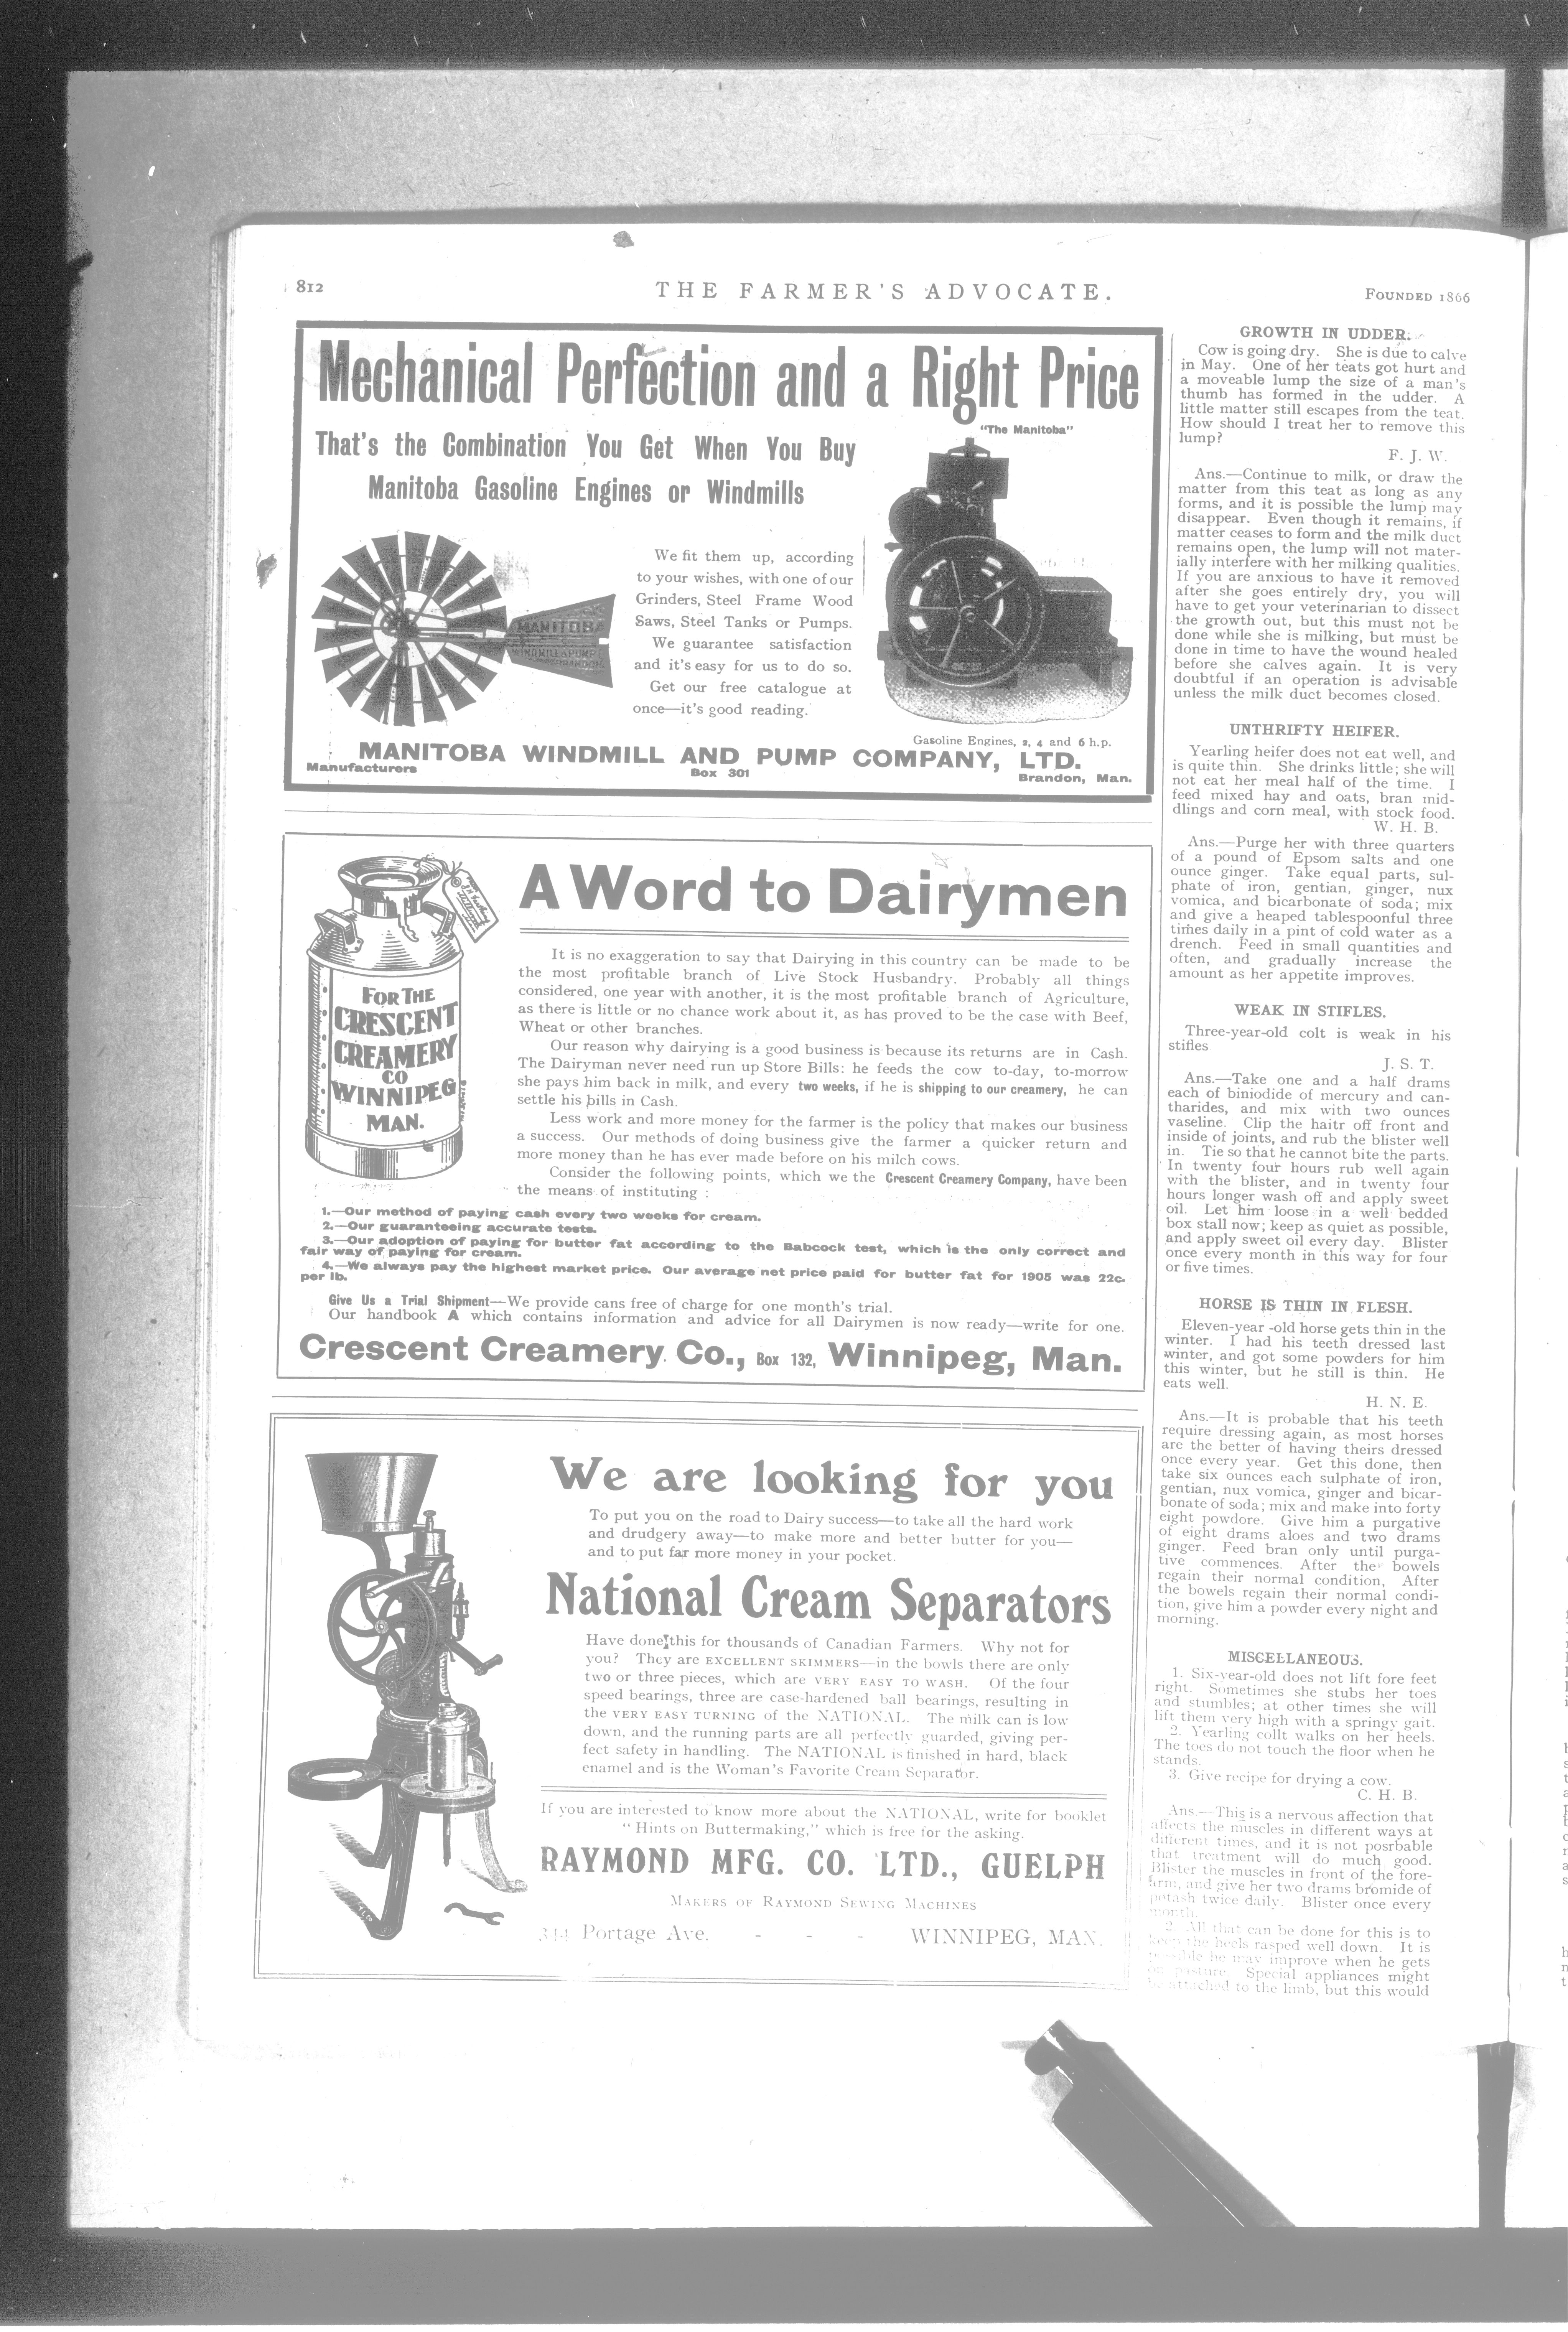 812
THE FARMER'S ADVOCATE.
FOUNDED 1866
Mechanical Perfection and a Right Price
That's the Combination You Get When You Buy
Manitoba Gasoline Engines or Windmills
"The Manitoba"
MANITOBA
WINDMILL & PUMP
BRANDON
We fit them up, according
to your wishes, with one of our
Grinders, Steel Frame Wood
Saws, Steel Tanks or Pumps.
We guarantee satisfaction
and it's easy for us to do so.
Get our free catalogue at
once—it's good reading.
Gasoline Engines, 2, 4 and 6 h.p.
MANITOBA WINDMILL AND PUMP COMPANY, LTD.
Manufacturers Box 301 Brandon, Man.
FOR THE
CRESCENT
CREAMERY
CO
WINNIPEG
MAN.
A Word to Dairymen
It is no exaggeration to say that Dairying in this country can be made to be
the most profitable branch of Live Stock Husbandry. Probably all things
considered, one year with another, it is the most profitable branch of Agriculture,
as there is little or no chance work about it, as has proved to be the case with Beef,
Wheat or other branches.
Our reason why dairying is a good business is because its returns are in Cash.
The Dairyman never need run up Store Bills: he feeds the cow to-day, to-morrow
she pays him back in milk, and every two weeks, if he is shipping to our creamery, he can
settle his bills in Cash.
Less work and more money for the farmer is the policy that makes our business
a success. Our methods of doing business give the farmer a quicker return and
more money than he has ever made before on his milch cows.
Consider the following points, which we the Crescent Creamery Company, have been
the means of instituting :
1.—Our method of paying cash every two weeks for cream.
2.—Our guaranteeing accurate tests.
3.—Our adoption of paying for butter fat according to the Babcock test, which is the only correct and
fair way of paying for cream.
4.—We always pay the highest market price. Our average net price paid for butter fat for 1905 was 22c.
per lb.
Give Us a Trial Shipment—We provide cans free of charge for one month's trial.
Our handbook A which contains information and advice for all Dairymen is now ready—write for one.
Crescent Creamery Co., Box 132, Winnipeg, Man.
We are looking for you
To put you on the road to Dairy success—to take all the hard work
and drudgery away—to make more and better butter for you—
and to put far more money in your pocket.
National Cream Separators
Have done this for thousands of Canadian Farmers. Why not for
you? They are EXCELLENT SKIMMERS—in the bowls there are only
two or three pieces, which are VERY EASY TO WASH. Of the four
speed bearings, three are case-hardened ball bearings, resulting in
the VERY EASY TURNING of the NATIONAL. The milk can is low
down, and the running parts are all perfectly guarded, giving per-
fect safety in handling. The NATIONAL is finished in hard, black
enamel and is the Woman's Favorite Cream Separator.
If you are interested to know more about the NATIONAL, write for booklet
"Hints on Buttermaking," which is free for the asking.
RAYMOND MFG. CO. LTD., GUELPH
MAKERS OF RAYMOND SEWING MACHINES
344 Portage Ave. - - - WINNIPEG, MAN.
GROWTH IN UDDER.
Cow is going dry. She is due to calve
in May. One of her teats got hurt and
a moveable lump the size of a man's
thumb has formed in the udder. A
little matter still escapes from the teat.
How should I treat her to remove this
lump?
F. J. W.
Ans.—Continue to milk, or draw the
matter from this teat as long as any
forms, and it is possible the lump may
disappear. Even though it remains, if
matter ceases to form and the milk duct
remains open, the lump will not mater-
ially interfere with her milking qualities.
If you are anxious to have it removed
after she goes entirely dry, you will
have to get your veterinarian to dissect
the growth out, but this must not be
done while she is milking, but must be
done in time to have the wound healed
before she calves again. It is very
doubtful if an operation is advisable
unless the milk duct becomes closed.
UNTHRIFTY HEIFER.
Yearling heifer does not eat well, and
is quite thin. She drinks little; she will
not eat her meal half of the time. I
feed mixed hay and oats, bran mid-
dlings and corn meal, with stock food.
W. H. B.
Ans.—Purge her with three quarters
of a pound of Epsom salts and one
ounce ginger. Take equal parts, sul-
phate of iron, gentian, ginger, nux
vomica, and bicarbonate of soda; mix
and give a heaped tablespoonful three
times daily in a pint of cold water as a
drench. Feed in small quantities and
often, and gradually increase the
amount as her appetite improves.
WEAK IN STIFLES.
Three-year-old colt is weak in his
stifles
J. S. T.
Ans.—Take one and a half drams
each of biniodide of mercury and can-
tharides, and mix with two ounces
vaseline. Clip the haitr off front and
inside of joints, and rub the blister well
in. Tie so that he cannot bite the parts.
In twenty four hours rub well again
with the blister, and in twenty four
hours longer wash off and apply sweet
oil. Let him loose in a well bedded
box stall now; keep as quiet as possible,
and apply sweet oil every day. Blister
once every month in this way for four
or five times.
HORSE IS THIN IN FLESH.
Eleven-year -old horse gets thin in the
winter. I had his teeth dressed last
winter, and got some powders for him
this winter, but he still is thin. He
eats well.
H. N. E.
Ans.—It is probable that his teeth
require dressing again, as most horses
are the better of having theirs dressed
once every year. Get this done, then
take six ounces each sulphate of iron,
gentian, nux vomica, ginger and bicar-
bonate of soda; mix and make into forty
eight powdore. Give him a purgative
of eight drams aloes and two drams
ginger. Feed bran only until purga-
tive commences. After the bowels
regain their normal condition, After
the bowels regain their normal condi-
tion, give him a powder every night and
morning.
MISCELLANEOUS.
1. Six-year-old does not lift fore feet
right. Sometimes she stubs her toes
and stumbles; at other times she will
lift them very high with a springy gait.
2. Yearling collt walks on her heels.
The toes do not touch the floor when he
stands.
3. Give recipe for drying a cow.
C. H. B.
Ans.—This is a nervous affection that
affects the muscles in different ways at
different times, and it is not posrbable
that treatment will do much good.
Blister the muscles in front of the fore-
arm, and give her two drams bromide of
potash twice daily. Blister once every
month.
2. All that can be done for this is to
keep the heels rasped well down. It is
possible he may improve when he gets
on pasture. Special appliances might
be attached to the limb, but this would